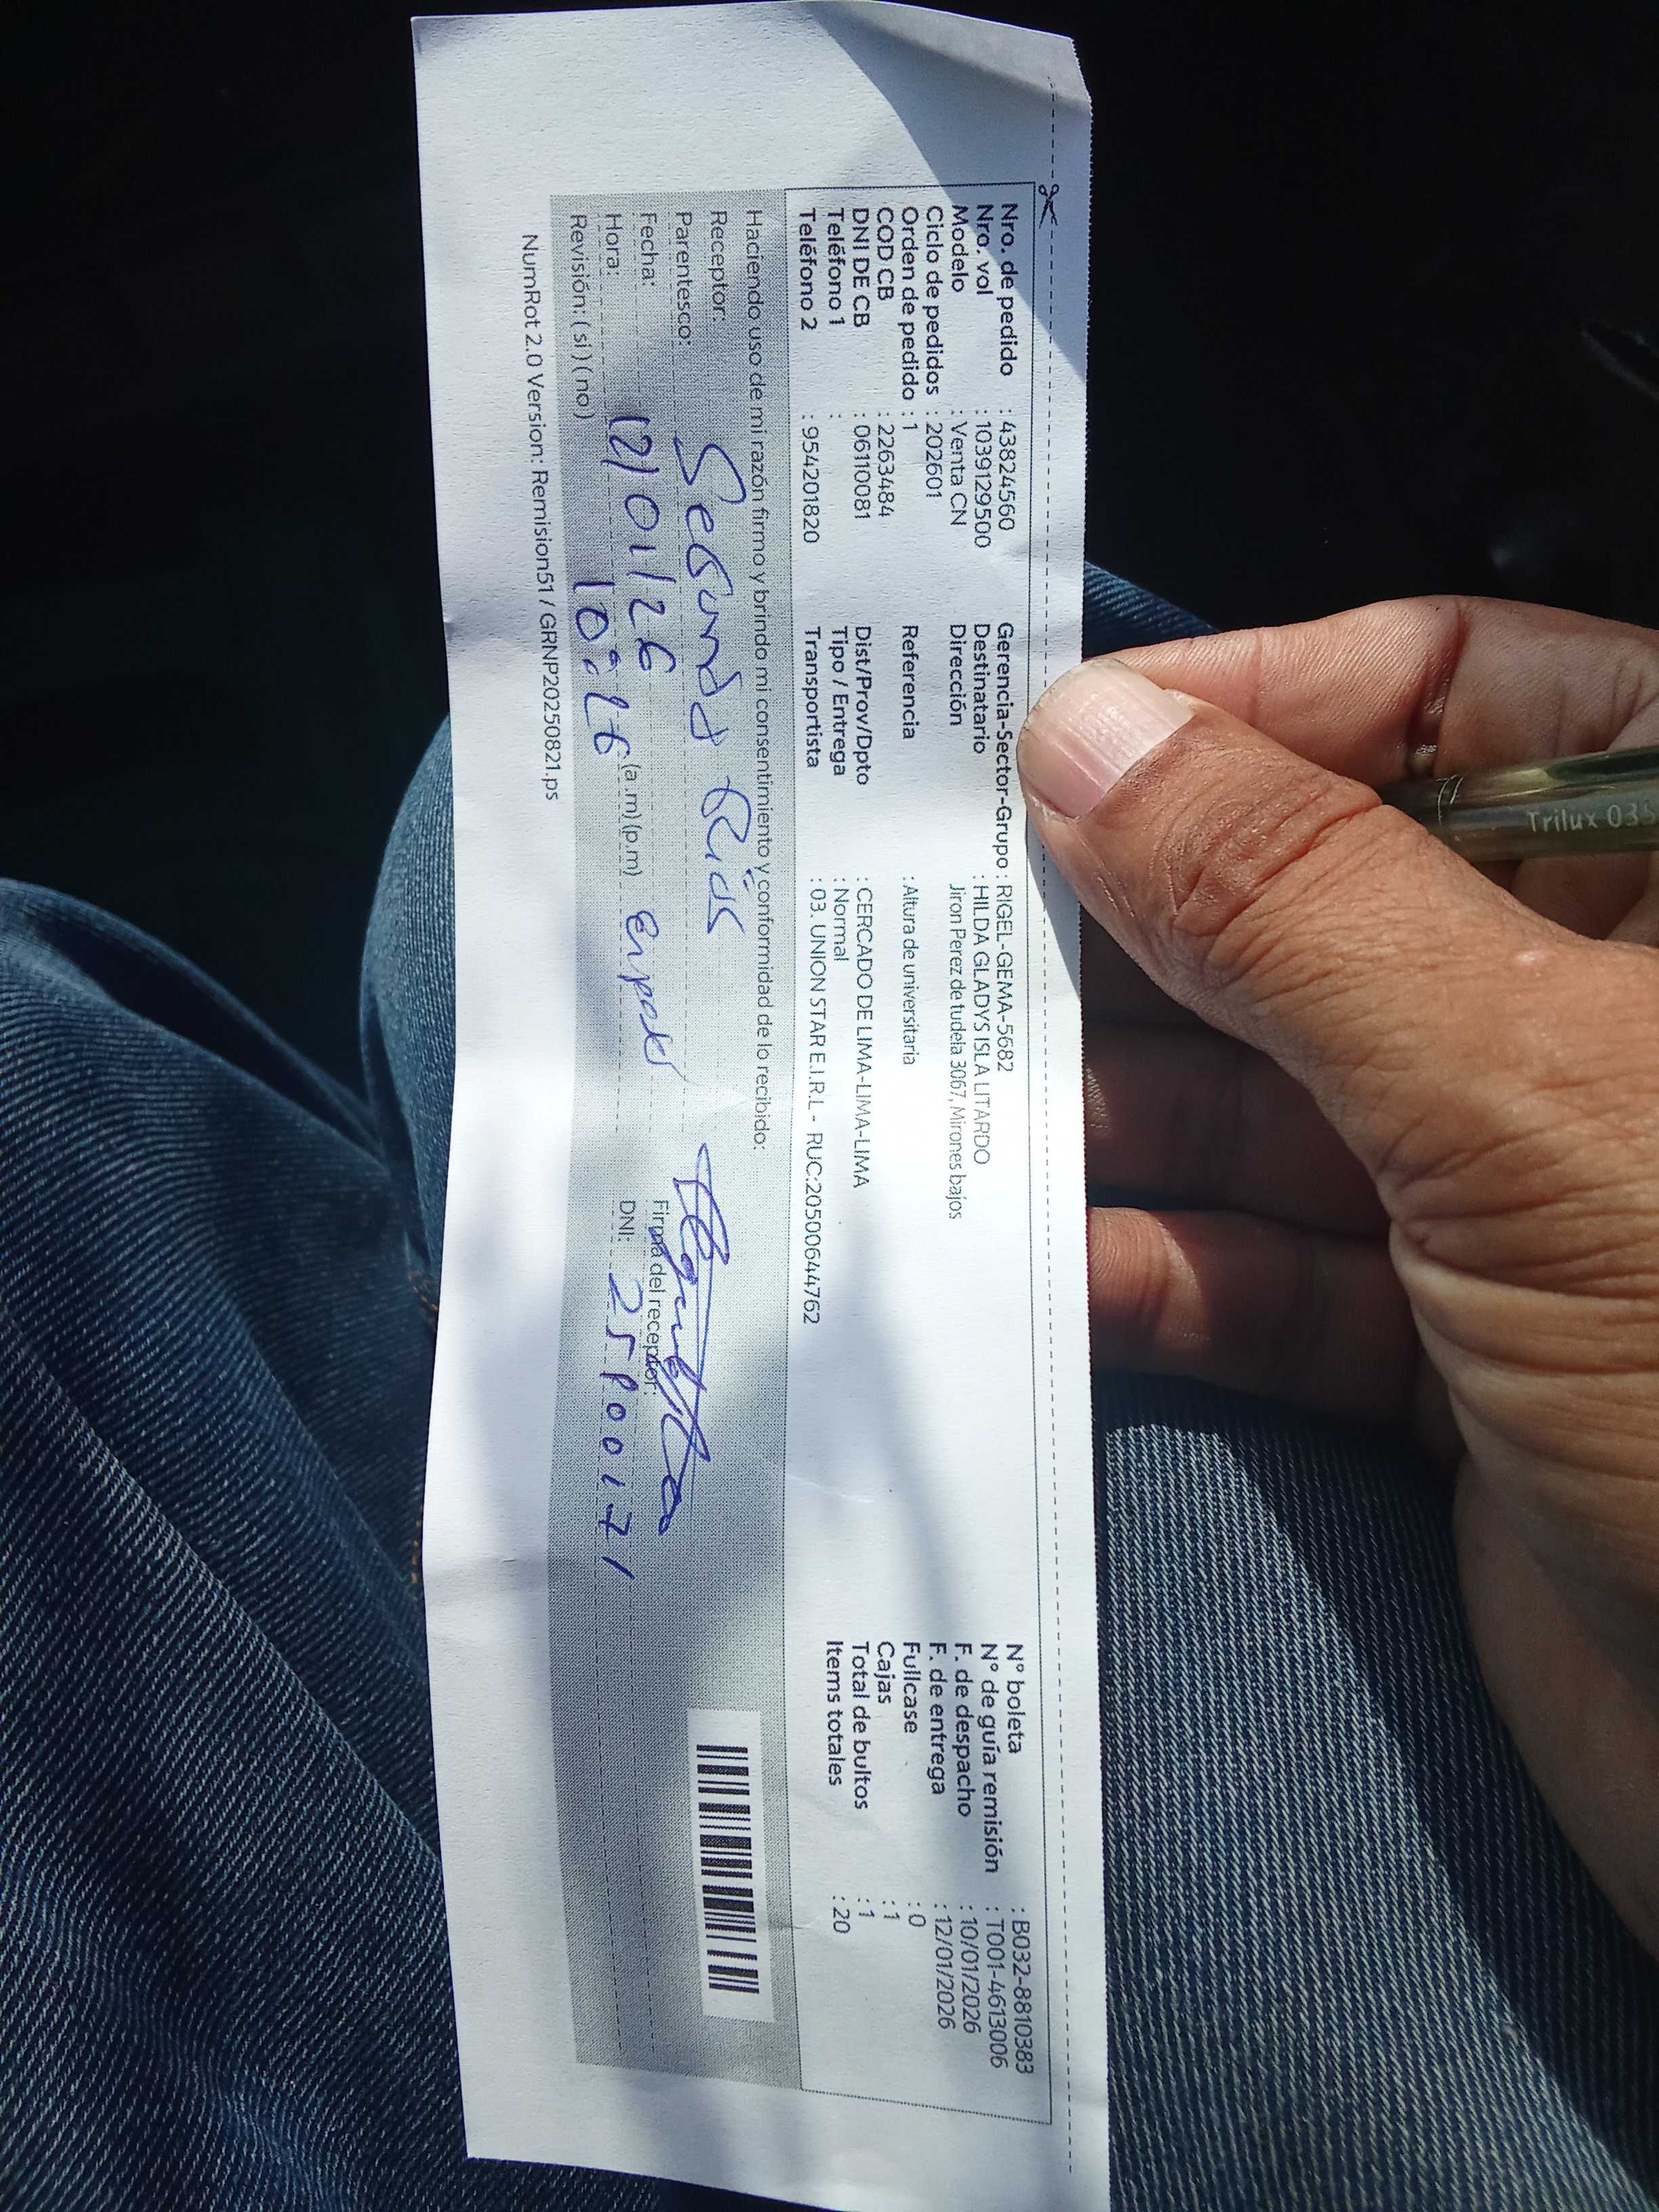 Nro. de pedido : 43824560
Nro. vol : 1039129500
Modelo : Venta CN
Ciclo de pedidos : 202601
Orden de pedido : 1
COD CB : 2263484
DNI DE CB : 06110081
Teléfono 1 :
Teléfono 2 : 954201820
Gerencia-Sector-Grupo : RIGEL-GEMA-5682
Destinatario : HILDA GLADYS ISLA LITARDO
Dirección Jiron Perez de tudela 3067, Mirones bajos
Referencia : Altura de universitaria
Dist/Prov/Dpto : CERCADO DE LIMA-LIMA-LIMA
Tipo / Entrega : Normal
Transportista : 03. UNION STAR E.I.R.L - RUC:20500644762
N° boleta : B032-8810383
N° de guía remisión : T001-4613006
F. de despacho : 10/01/2026
F. de entrega : 12/01/2026
Fullcase : 0
Cajas : 1
Total de bultos : 1
Items totales : 20
Haciendo uso de mi razón firmo y brindo mi consentimiento y conformidad de lo recibido:
Receptor:
Parentesco:
Fecha: 12/01/26
Hora: (a.m) (p.m)
Revisión: ( si ) ( no )
Firma del receptor:
DNI:
NumRot 2.0 Version: Remision51 / GRNP20250821.ps
Trilux 035